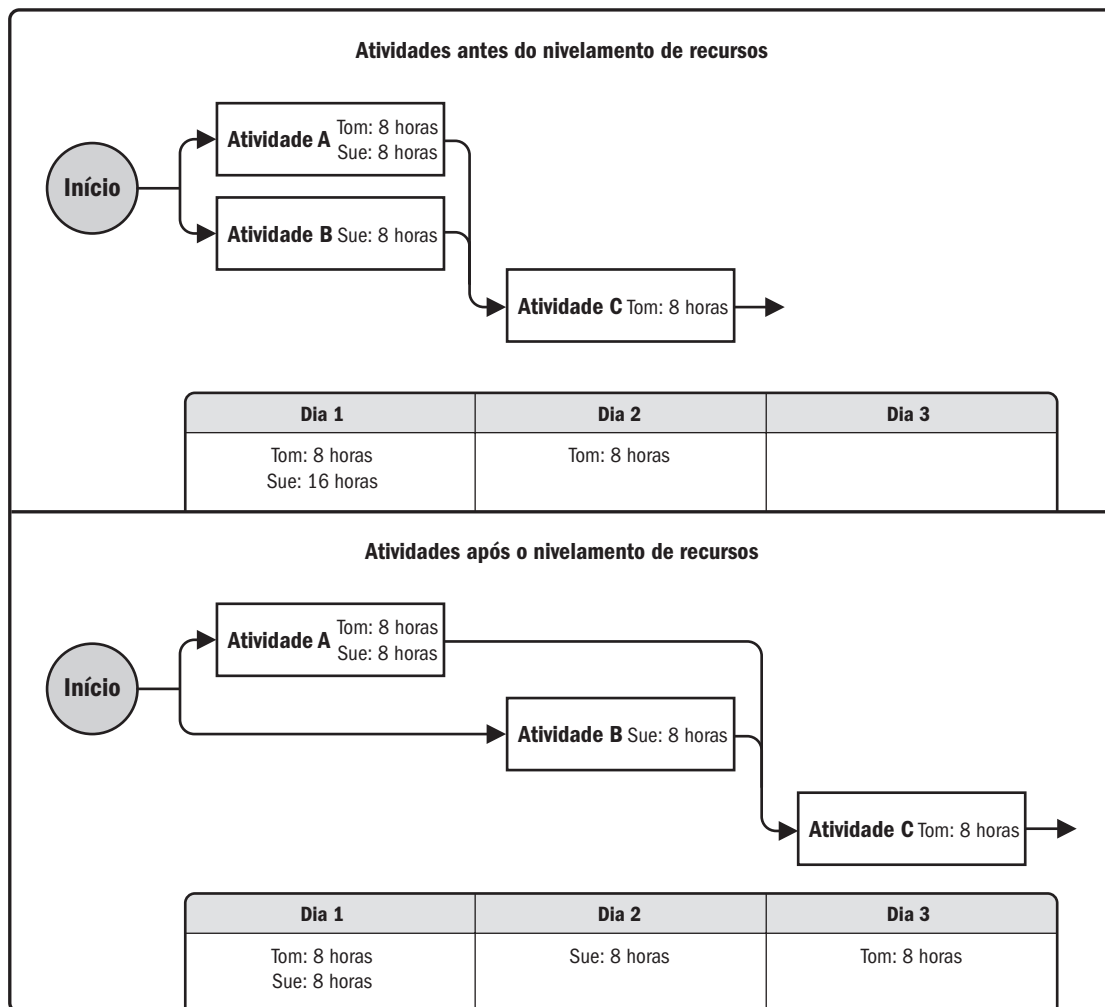 Atividades antes do nivelamento de recursos
Início
Atividade A
Tom: 8 horas
Sue: 8 horas
Atividade B Sue: 8 horas
Atividade C Tom: 8 horas
Dia 1 Dia 2 Dia 3
Tom: 8 horas Tom: 8 horas
Sue: 16 horas
Atividades após o nivelamento de recursos
Início
Atividade A
Tom: 8 horas
Sue: 8 horas
Atividade B Sue: 8 horas
Atividade C Tom: 8 horas
Dia 1 Dia 2 Dia 3
Tom: 8 horas Sue: 8 horas Tom: 8 horas
Sue: 8 horas